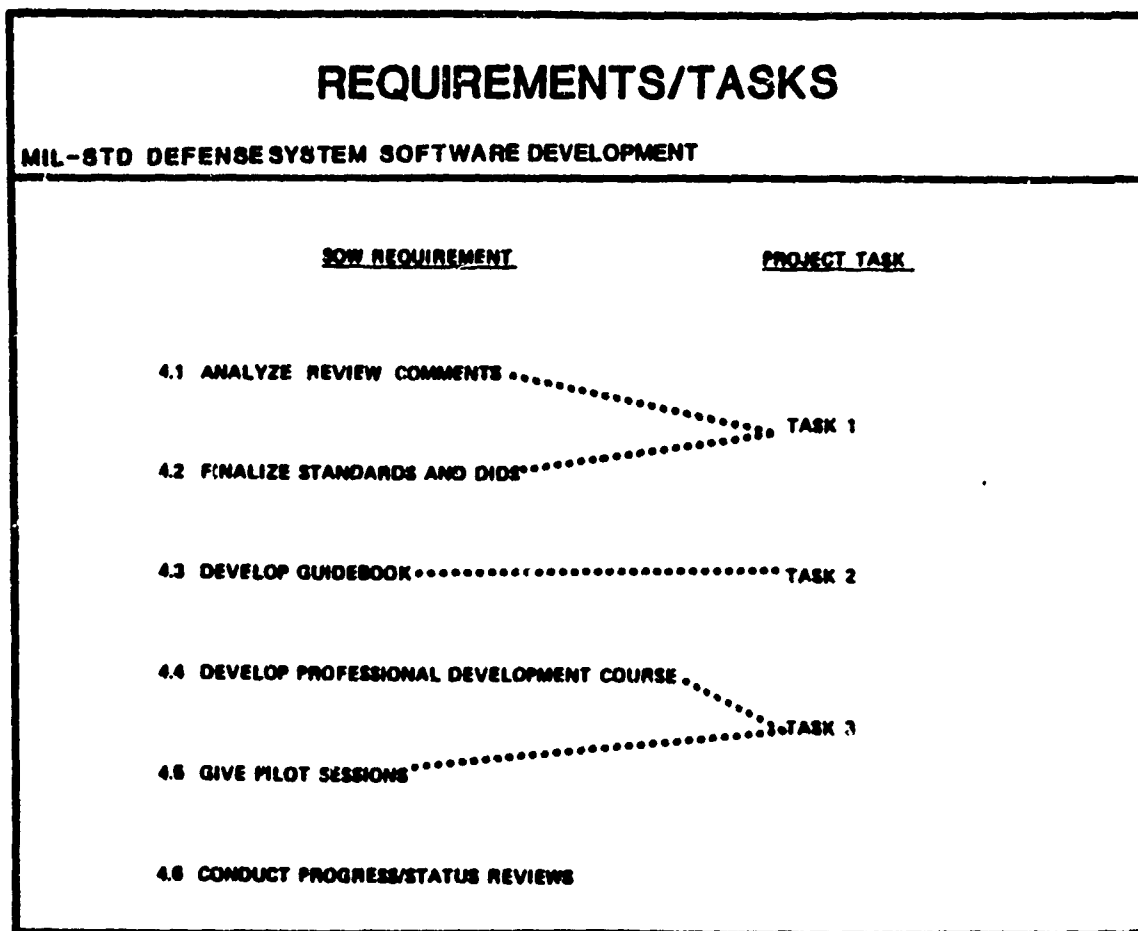 REQUIREMENTS/TASKS
MIL-STD DEFENSE SYSTEM SOFTWARE DEVELOPMENT
SOW REQUIREMENT PROJECT TASK
4.1 ANALYZE REVIEW COMMENTS
TASK 1
4.2 FINALIZE STANDARDS AND DIDS
4.3 DEVELOP GUIDEBOOK TASK 2
4.4 DEVELOP PROFESSIONAL DEVELOPMENT COURSE
TASK 3
4.5 GIVE PILOT SESSIONS
4.6 CONDUCT PROGRESS/STATUS REVIEWS